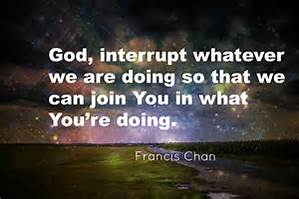 God, interrupt whatever
we are doing so that we
can join You in what
You're doing.
Francis Chan